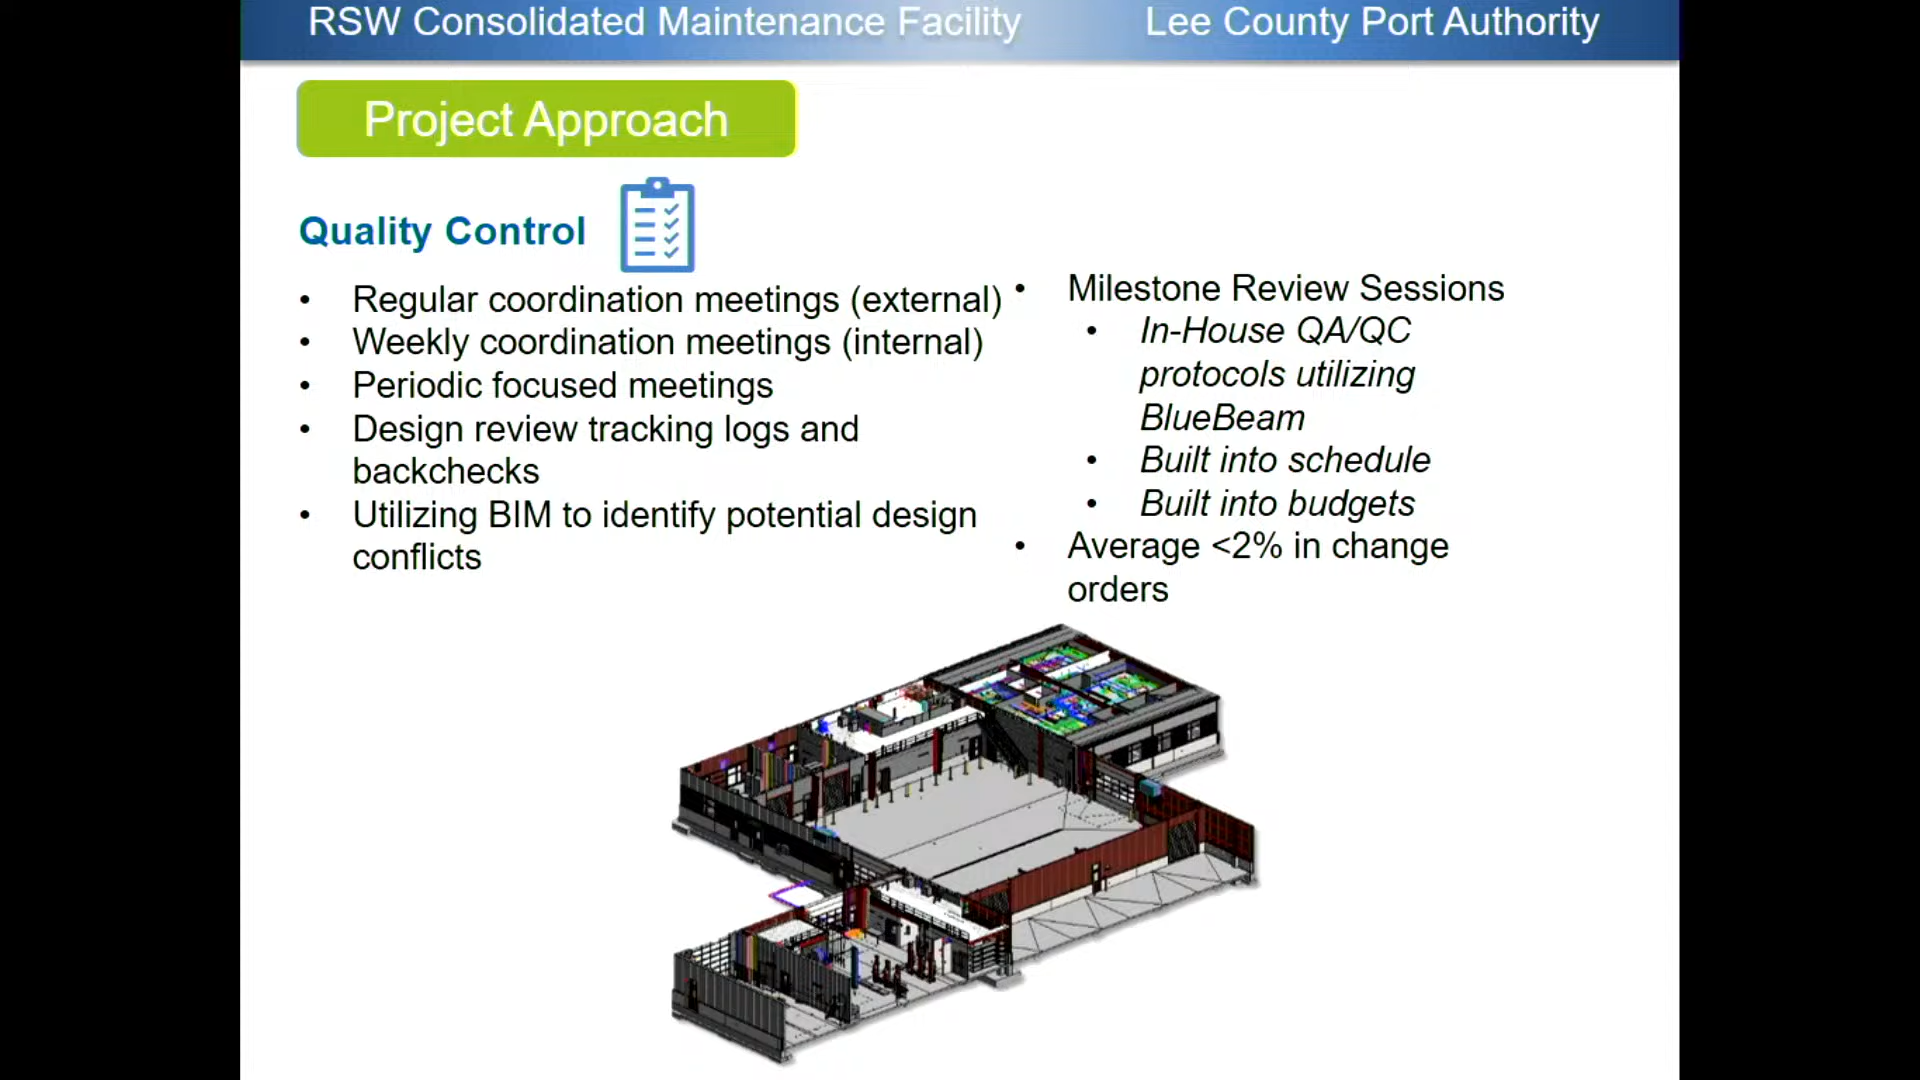 RSW Consolidated Maintenance Facility
Lee County Port Authority
Project Approach
Quality Control
• Regular coordination meetings (external)
• Weekly coordination meetings (internal)
• Periodic focused meetings
• Design review tracking logs and
backchecks
• Utilizing BIM to identify potential design
conflicts
• Milestone Review Sessions
• In-House QA/QC
protocols utilizing
BlueBeam
• Built into schedule
• Built into budgets
• Average <2% in change
orders